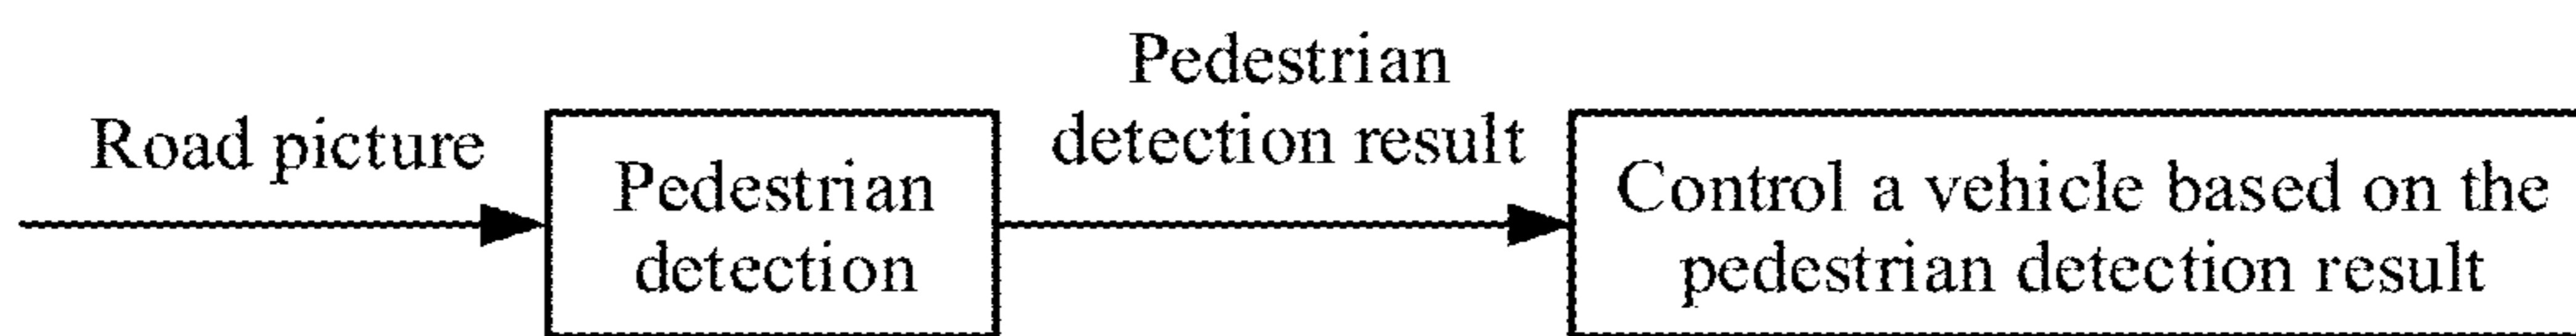 Road picture
Pedestrian
detection
Pedestrian
detection result
Control a vehicle based on the
pedestrian detection result